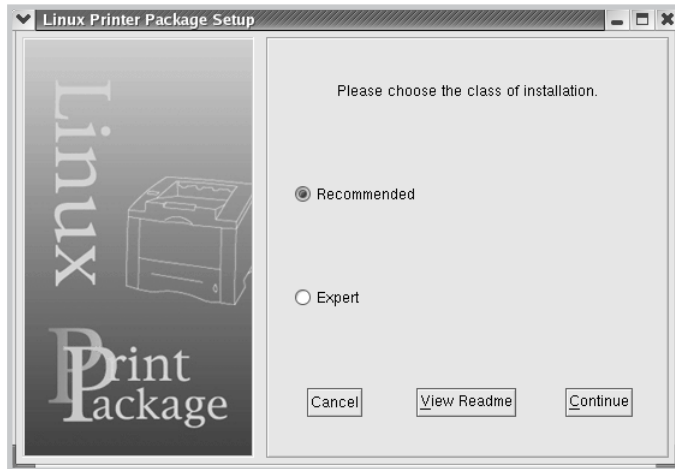 Linux Printer Package Setup
Linux
Print
Package
Please choose the class of installation.
Recommended
Expert
Cancel
View Readme
Continue